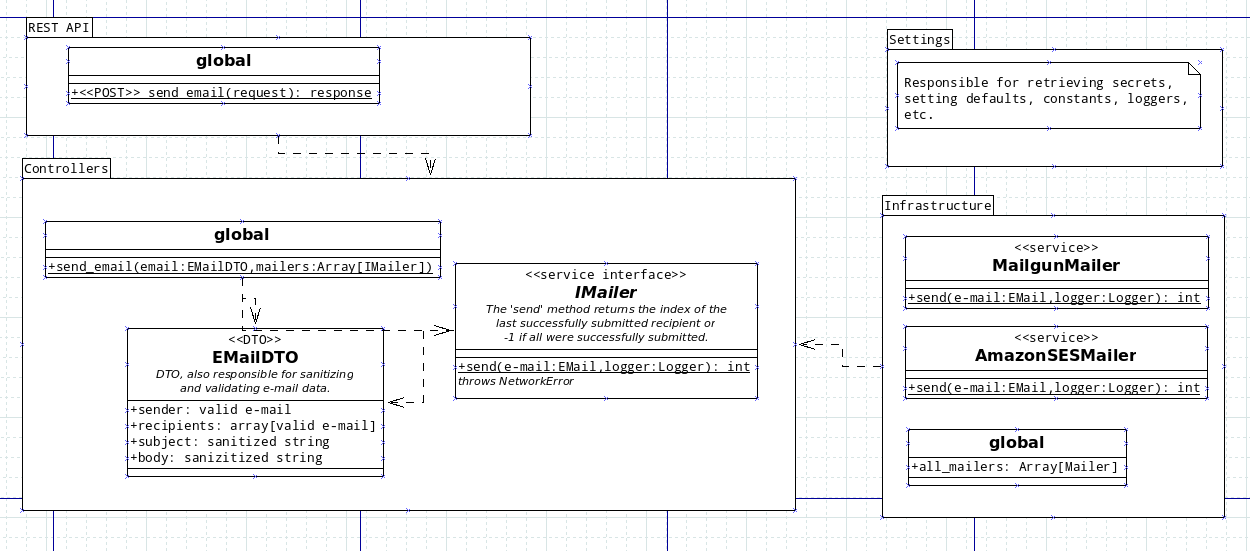 REST API
global
+<<POST>> send_email(request): response
Settings
Responsible for retrieving secrets,
setting defaults, constants, loggers,
etc.
Controllers
global
+send_email(email:EMailDTO,mailers:Array[IMailer])
<<service interface>>
IMailer
The 'send' method returns the index of the
last successfully submitted recipient or
-1 if all were successfully submitted.
+send(e-mail:EMail,logger:Logger): int
throws NetworkError
<<DTO>>
EMailDTO
DTO, also responsible for sanitizing
and validating e-mail data.
+sender: valid e-mail
+recipients: array[valid e-mail]
+subject: sanitized string
+body: sanizitized string
Infrastructure
<<service>>
MailgunMailer
+send(e-mail:EMail,logger:Logger): int
<<service>>
AmazonSESMailer
+send(e-mail:EMail,logger:Logger): int
global
+all_mailers: Array[Mailer]